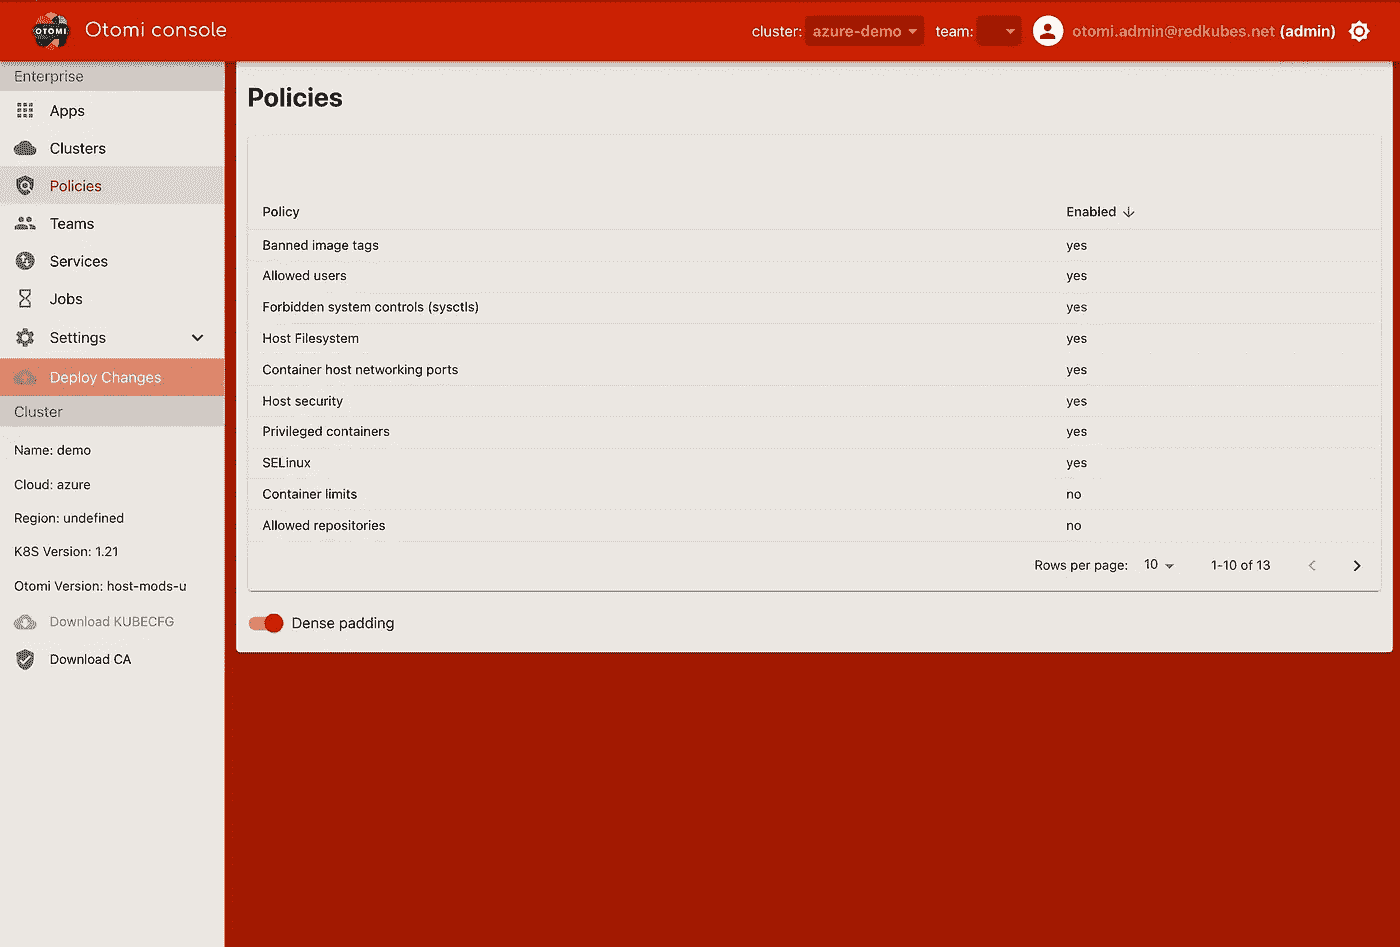 OTOMI
Otomi console
cluster: azure-demo team: otomi.admin@redkubes.net (admin)
Enterprise
Apps
Clusters
Policies
Teams
Services
Jobs
Settings
Deploy Changes
Cluster
Name: demo
Cloud: azure
Region: undefined
K8S Version: 1.21
Otomi Version: host-mods-u
Download KUBECFG
Download CA
Policies
Policy Enabled
Banned image tags yes
Allowed users yes
Forbidden system controls (sysctls) yes
Host Filesystem yes
Container host networking ports yes
Host security yes
Privileged containers yes
SELinux yes
Container limits no
Allowed repositories no
Rows per page: 10 1-10 of 13
Dense padding